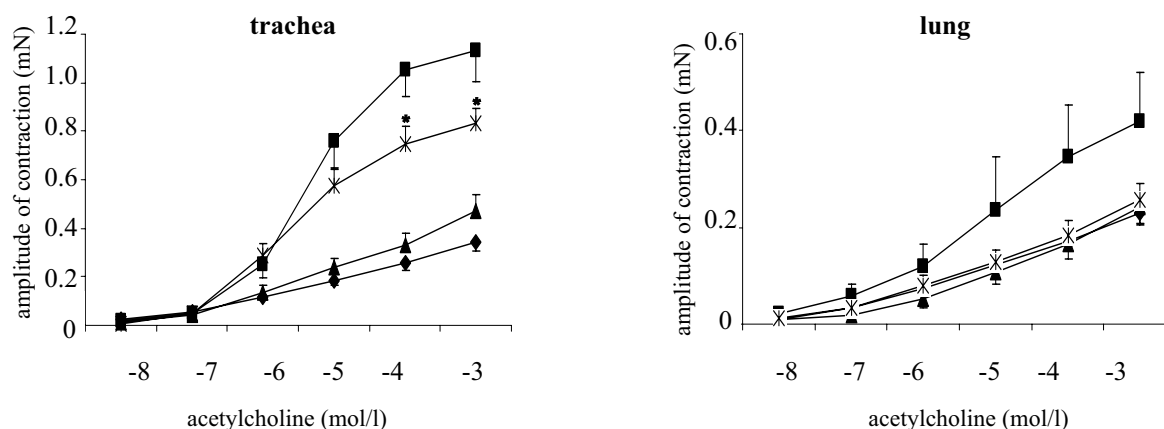 trachea
amplitude of contraction (mN)
1.2
1.0
0.8
0.6
0.4
0.2
0
*
*
-8 -7 -6 -5 -4 -3
acetylcholine (mol/l)
lung
amplitude of contraction (mN)
0.6
0.4
0.2
0
-8 -7 -6 -5 -4 -3
acetylcholine (mol/l)